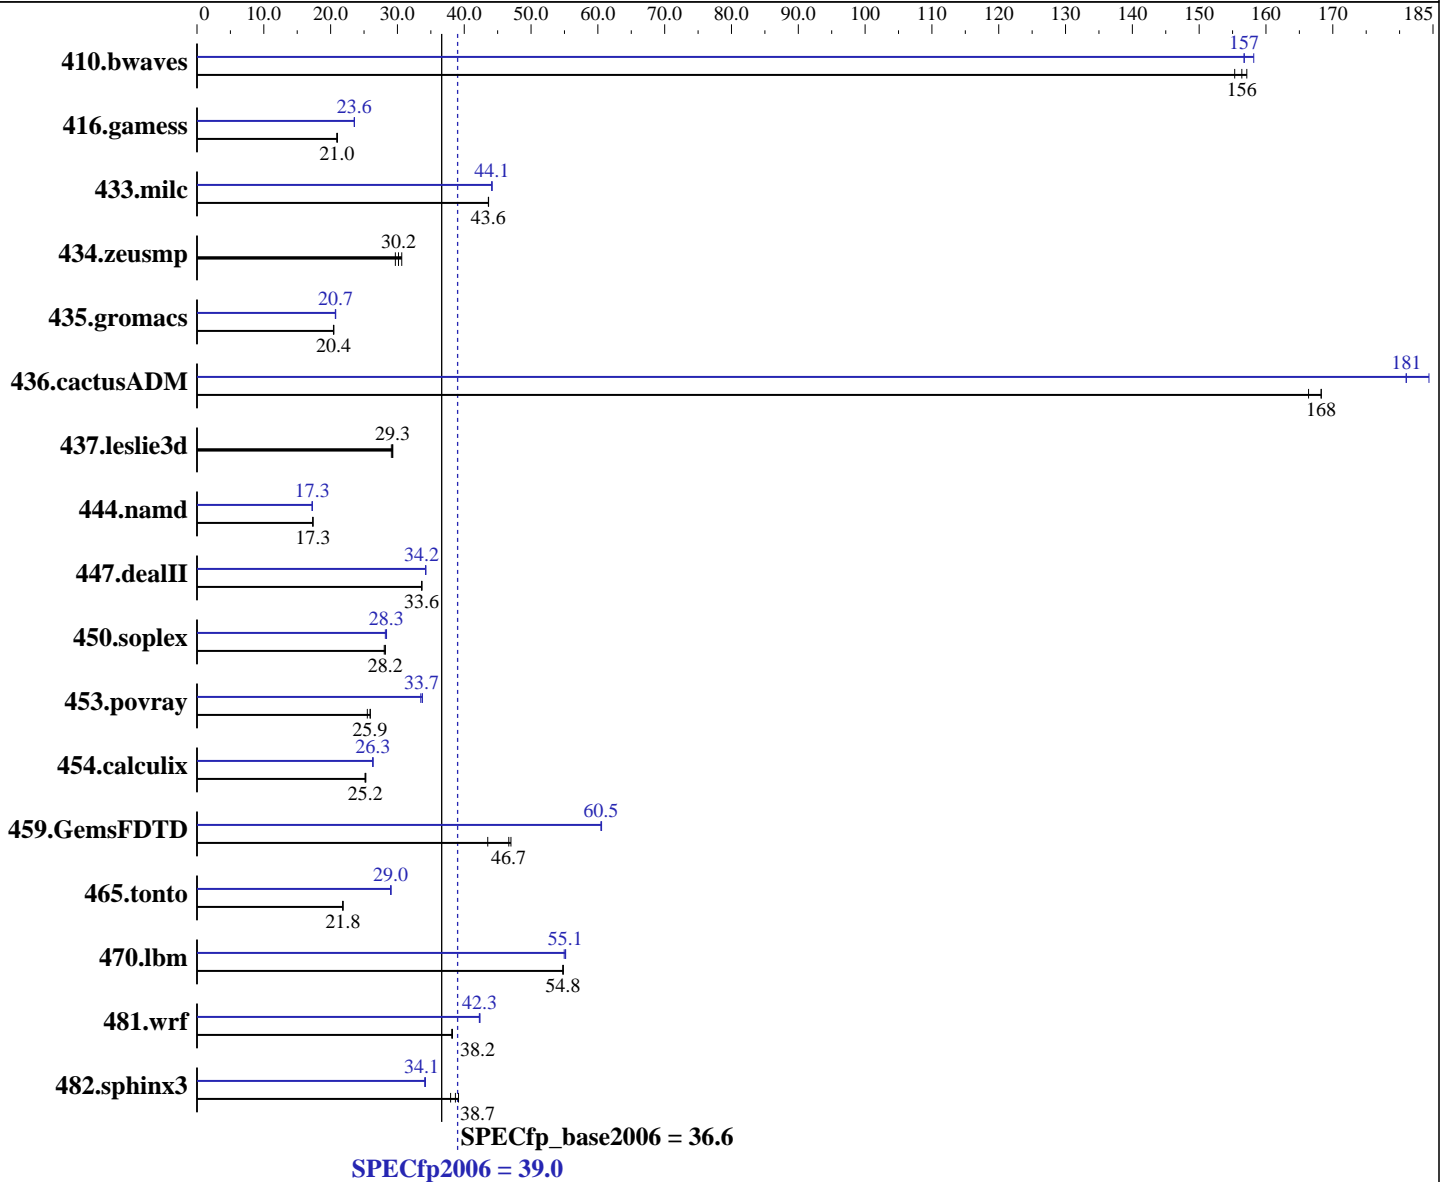 0 10.0 20.0 30.0 40.0 50.0 60.0 70.0 80.0 90.0 100 110 120 130 140 150 160 170 185
157
410.bwaves
156
23.6
416.gamess
21.0
44.1
433.milc
43.6
30.2
434.zeusmp
20.7
435.gromacs
20.4
181
436.cactusADM
168
29.3
437.leslie3d
17.3
444.namd
17.3
34.2
447.dealII
33.6
28.3
450.soplex
28.2
33.7
453.povray
25.9
26.3
454.calculix
25.2
60.5
459.GemsFDTD
46.7
29.0
465.tonto
21.8
55.1
470.lbm
54.8
42.3
481.wrf
38.2
34.1
482.sphinx3
38.7
SPECfp_base2006 = 36.6
SPECfp2006 = 39.0